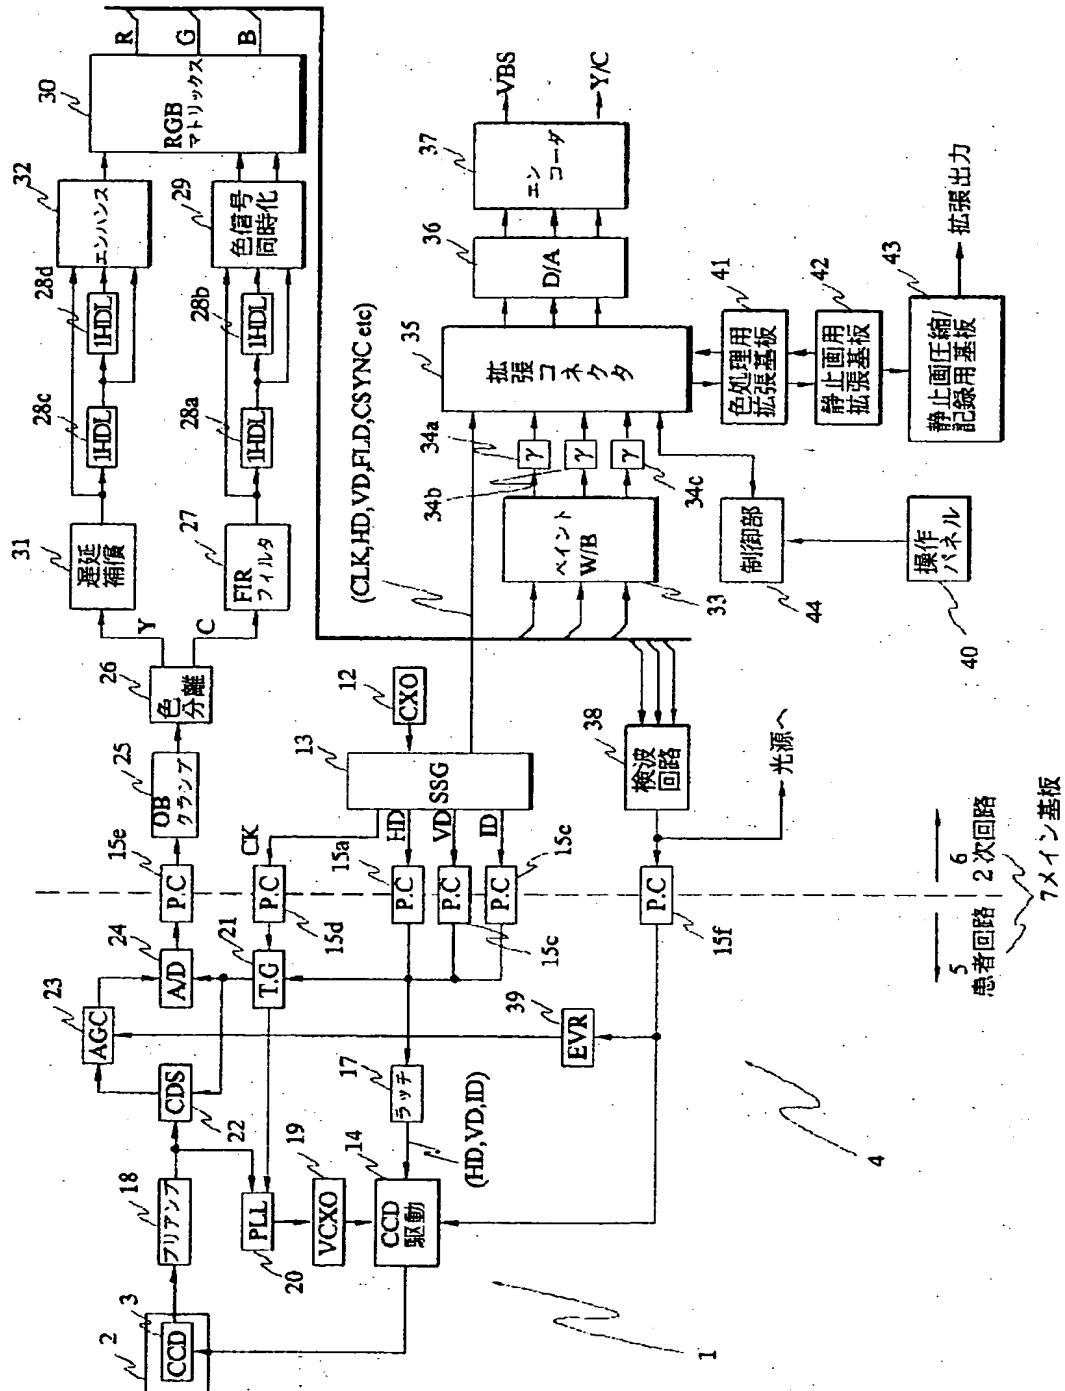 2
3
CCD
18
プリアンプ
22
CDS
23
AGC
24
A/D
15e
P.C
25
OB
クランプ
26
色
分離
Y
C
31
遅延
補償
27
FIR
フィルタ
28c
1HDL
28d
1HDL
28a
1HDL
28b
1HDL
32
エンハンス
29
色信号
同時化
30
RGB
マトリックス
R
G
B
20
PLL
19
VCXO
14
CCD
駆動
17
ラッチ
(HD,VD,ID)
21
T.G
15d
P.C
CK
15a
P.C
HD
P.C
VD
15c
P.C
ID
15c
13
SSG
12
CXO
(CLK,HD,VD,FLD,CSYNC etc)
39
EVR
15f
P.C
38
検波
回路
光源へ
33
ペイント
W/B
34a
γ
34b
γ
34c
γ
35
拡張コネクタ
36
D/A
37
エンコーダ
VBS
Y/C
44
制御部
40
操作
パネル
41
色処理用
拡張基板
42
静止画用
拡張基板
43
静止画圧縮/
記録用基板
拡張出力
1
4
5
患者回路
6
2次回路
7メイン基板